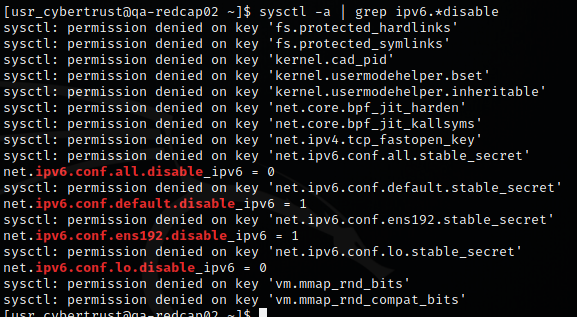 [usr_cybertrust@qa-redcap02 ~]$ sysctl -a | grep ipv6.*disable
sysctl: permission denied on key 'fs.protected_hardlinks'
sysctl: permission denied on key 'fs.protected_symlinks'
sysctl: permission denied on key 'kernel.cad_pid'
sysctl: permission denied on key 'kernel.usermodehelper.bset'
sysctl: permission denied on key 'kernel.usermodehelper.inheritable'
sysctl: permission denied on key 'net.core.bpf_jit_harden'
sysctl: permission denied on key 'net.core.bpf_jit_kallsyms'
sysctl: permission denied on key 'net.ipv4.tcp_fastopen_key'
sysctl: permission denied on key 'net.ipv6.conf.all.stable_secret'
net.ipv6.conf.all.disable_ipv6 = 0
sysctl: permission denied on key 'net.ipv6.conf.default.stable_secret'
net.ipv6.conf.default.disable_ipv6 = 1
sysctl: permission denied on key 'net.ipv6.conf.ens192.stable_secret'
net.ipv6.conf.ens192.disable_ipv6 = 1
sysctl: permission denied on key 'net.ipv6.conf.lo.stable_secret'
net.ipv6.conf.lo.disable_ipv6 = 0
sysctl: permission denied on key 'vm.mmap_rnd_bits'
sysctl: permission denied on key 'vm.mmap_rnd_compat_bits'
[usr_cybertrust@qa-redcap02 ~]$